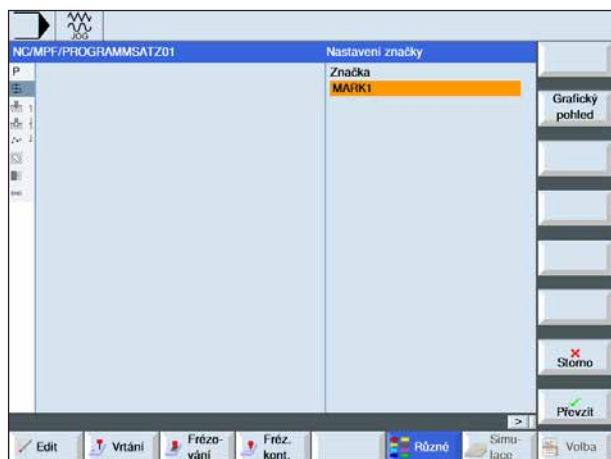 JOG
NC/MPF/PROGRAMMSATZ01
Nastavení značky
P
Značka
MARK1
Grafický
pohled
END
Storno
Převzít
>
Edit
Vrtání
Frézo-
vání
Fréz.
kont.
Různé
Simu-
lace
Volba